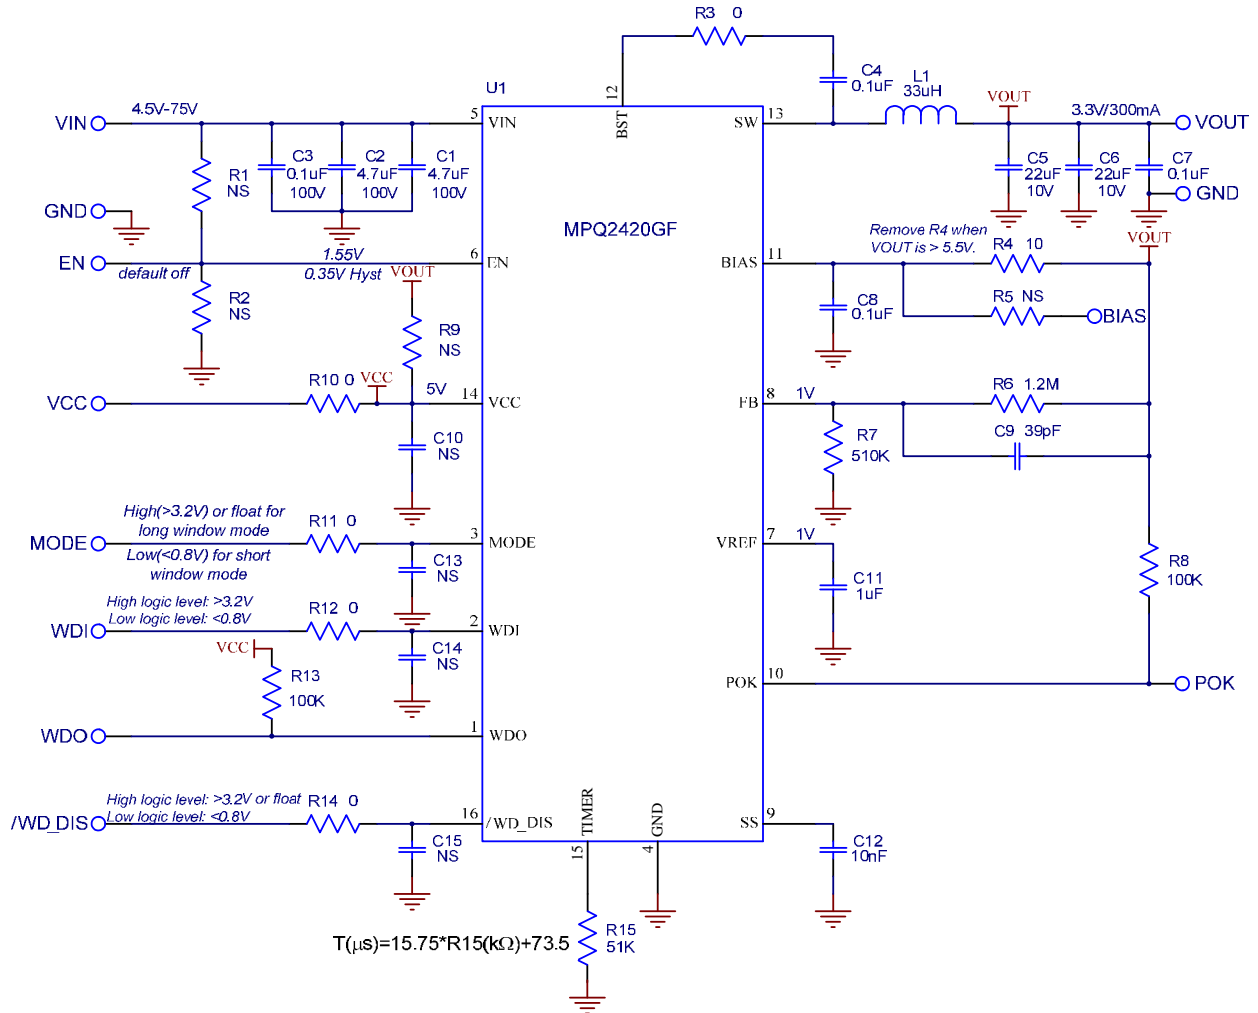 R3 0
U1
12
BST
C4
0.1uF
L1
33uH
VOUT
4.5V-75V
VIN
5
VIN
SW
13
3.3V/300mA
VOUT
R1
NS
C3
0.1uF
100V
C2
4.7uF
100V
C1
4.7uF
100V
C5
22uF
10V
C6
22uF
10V
C7
0.1uF
GND
GND
MPQ2420GF
Remove R4 when
VOUT is > 5.5V.
VOUT
EN
default off
1.55V
0.35V Hyst
6
EN
BIAS
11
R4 10
VOUT
R2
NS
R9
NS
C8
0.1uF
R5 NS
BIAS
R10 0
VCC
5V
VCC
14
VCC
FB
8
1V
R6 1.2M
C10
NS
R7
510K
C9 39pF
High(>3.2V) or float for
long window mode
MODE
R11 0
3
MODE
VREF
7
1V
Low(<0.8V) for short
window mode
C13
NS
C11
1uF
R8
100K
High logic level: >3.2V
Low logic level: <0.8V
WDI
R12 0
2
WDI
VCC
C14
NS
R13
100K
POK
10
POK
WDO
1
WDO
High logic level: >3.2V or float
Low logic level: <0.8V
/WD_DIS
R14 0
16
/WD_DIS
TIMER
GND
SS
9
C15
NS
15
4
C12
10nF
T(μs)=15.75*R15(kΩ)+73.5
R15
51K